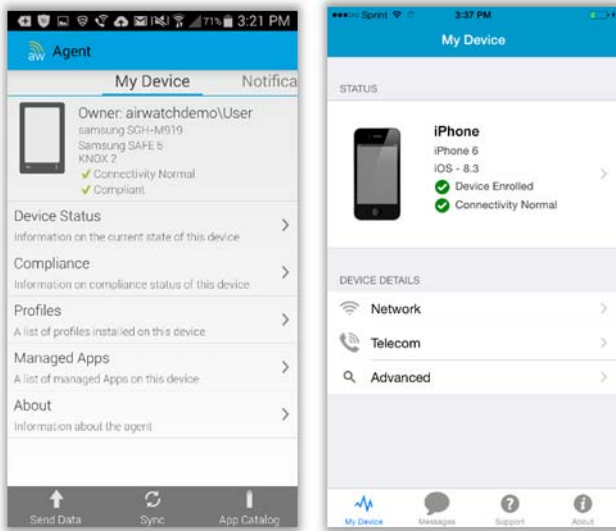 71% 3:21 PM
aw Agent
My Device Notifica
Owner: airwatchdemo\User
samsung SGH-M919
Samsung SAFE 5
KNOX 2
Connectivity Normal
Compliant
Device Status
Information on the current state of this device
Compliance
Information on compliance status of this device
Profiles
A list of profiles installed on this device
Managed Apps
A list of managed Apps on this device
About
Information about the agent
Send Data Sync App Catalog
Sprint 3:37 PM
My Device
STATUS
iPhone
iPhone 6
iOS - 8.3
Device Enrolled
Connectivity Normal
DEVICE DETAILS
Network
Telecom
Advanced
My Device Messages Support About